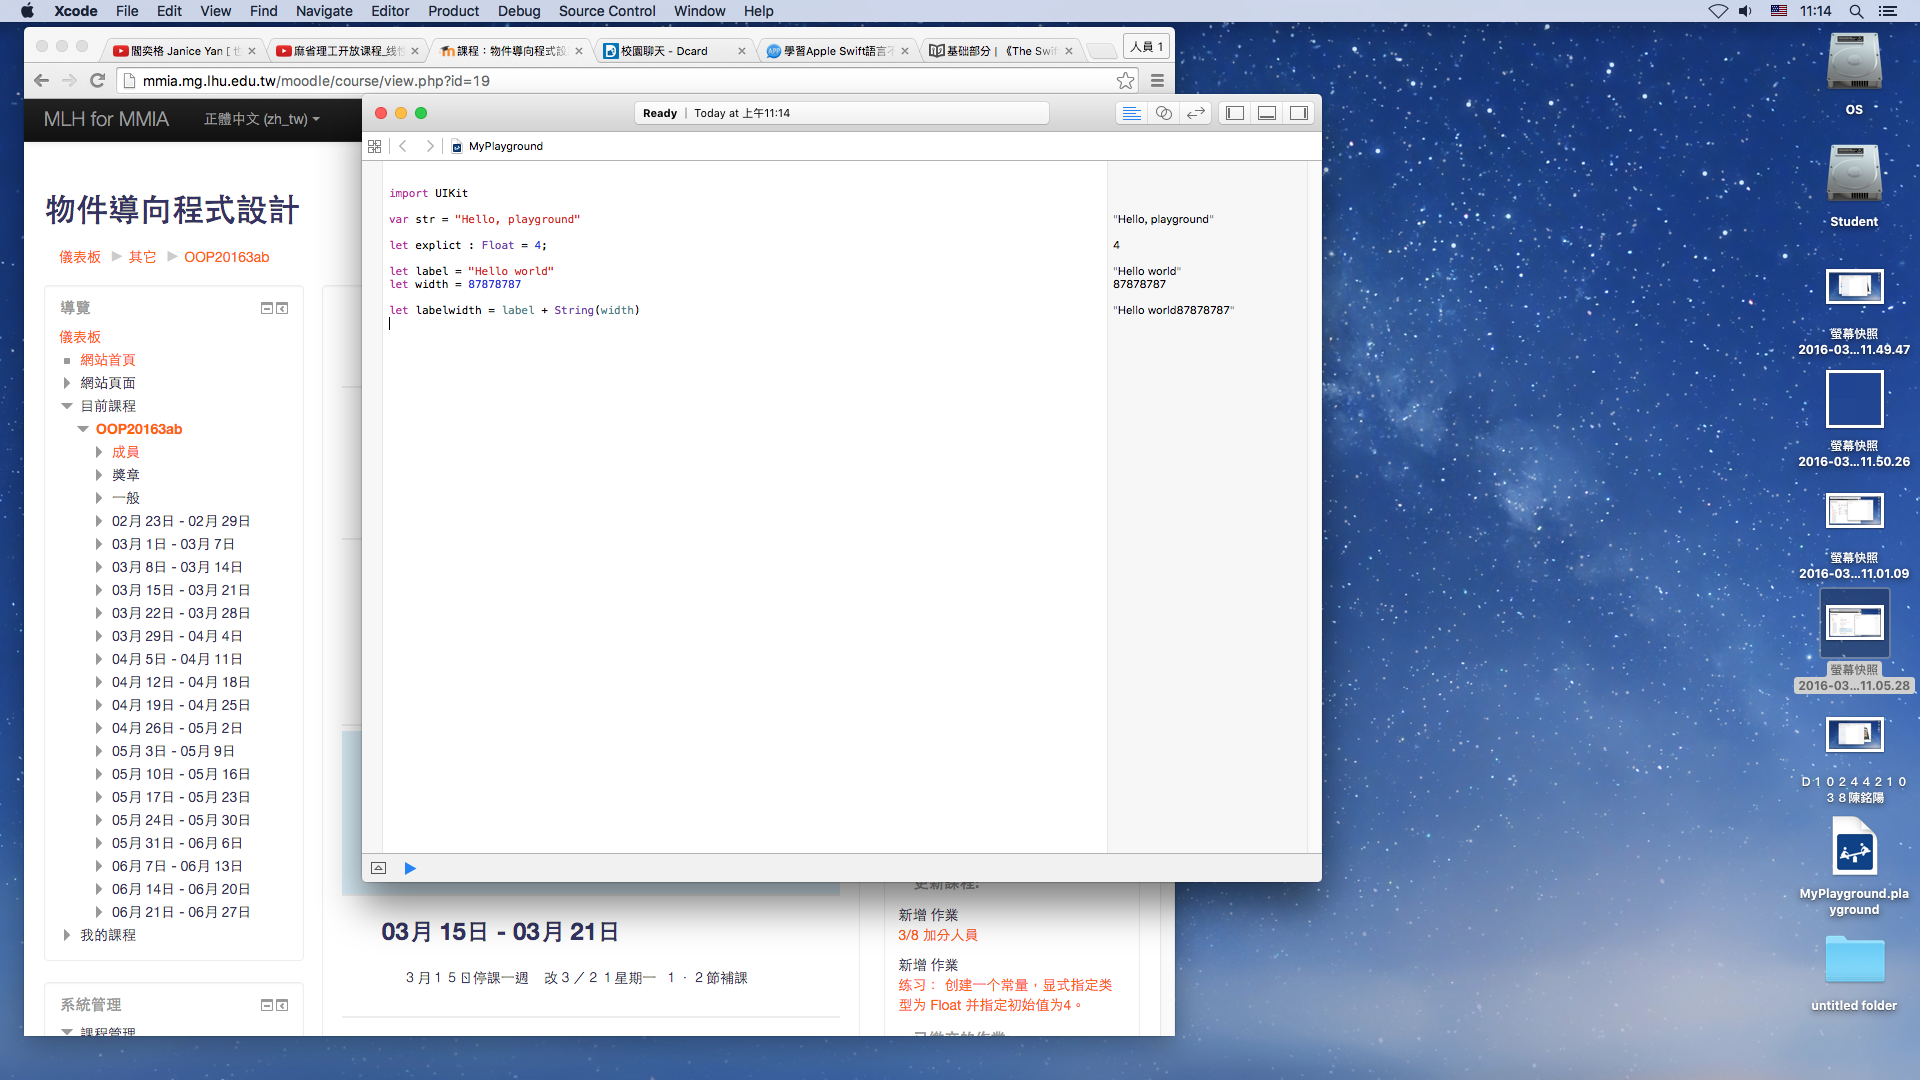 Xcode File Edit View Find Navigate Editor Product Debug Source Control Window Help 11:14
閻奕格 Janice Yan [
麻省理工开放课程_线性
課程：物件導向程式設
校園聊天 - Dcard
學習Apple Swift語言不
基础部分 | 《The Swif
人員 1
mmia.mg.lhu.edu.tw/moodle/course/view.php?id=19
MLH for MMIA 正體中文 (zh_tw)
物件導向程式設計
儀表板 其它 OOP20163ab
導覽
儀表板
網站首頁
網站頁面
目前課程
OOP20163ab
成員
獎章
一般
02月 23日 - 02月 29日
03月 1日 - 03月 7日
03月 8日 - 03月 14日
03月 15日 - 03月 21日
03月 22日 - 03月 28日
03月 29日 - 04月 4日
04月 5日 - 04月 11日
04月 12日 - 04月 18日
04月 19日 - 04月 25日
04月 26日 - 05月 2日
05月 3日 - 05月 9日
05月 10日 - 05月 16日
05月 17日 - 05月 23日
05月 24日 - 05月 30日
05月 31日 - 06月 6日
06月 7日 - 06月 13日
06月 14日 - 06月 20日
06月 21日 - 06月 27日
我的課程
系統管理
課程管理
Ready | Today at 上午11:14
MyPlayground
import UIKit
var str = "Hello, playground"
let explict : Float = 4;
let label = "Hello world"
let width = 87878787
let labelwidth = label + String(width)
"Hello, playground"
4
"Hello world"
87878787
"Hello world87878787"
03月 15日 - 03月 21日
３月１５日停課一週 改３／２１星期一 １．２節補課
更新課程:
新增 作業
3/8 加分人員
新增 作業
练习： 创建一个常量，显式指定类
型为 Float 并指定初始值为4。
OS
Student
螢幕快照
2016-03...11.49.47
螢幕快照
2016-03...11.50.26
螢幕快照
2016-03...11.01.09
螢幕快照
2016-03...11.05.28
Ｄ１０２４４２１０
３８陳銘陽
MyPlayground.pla
yground
untitled folder